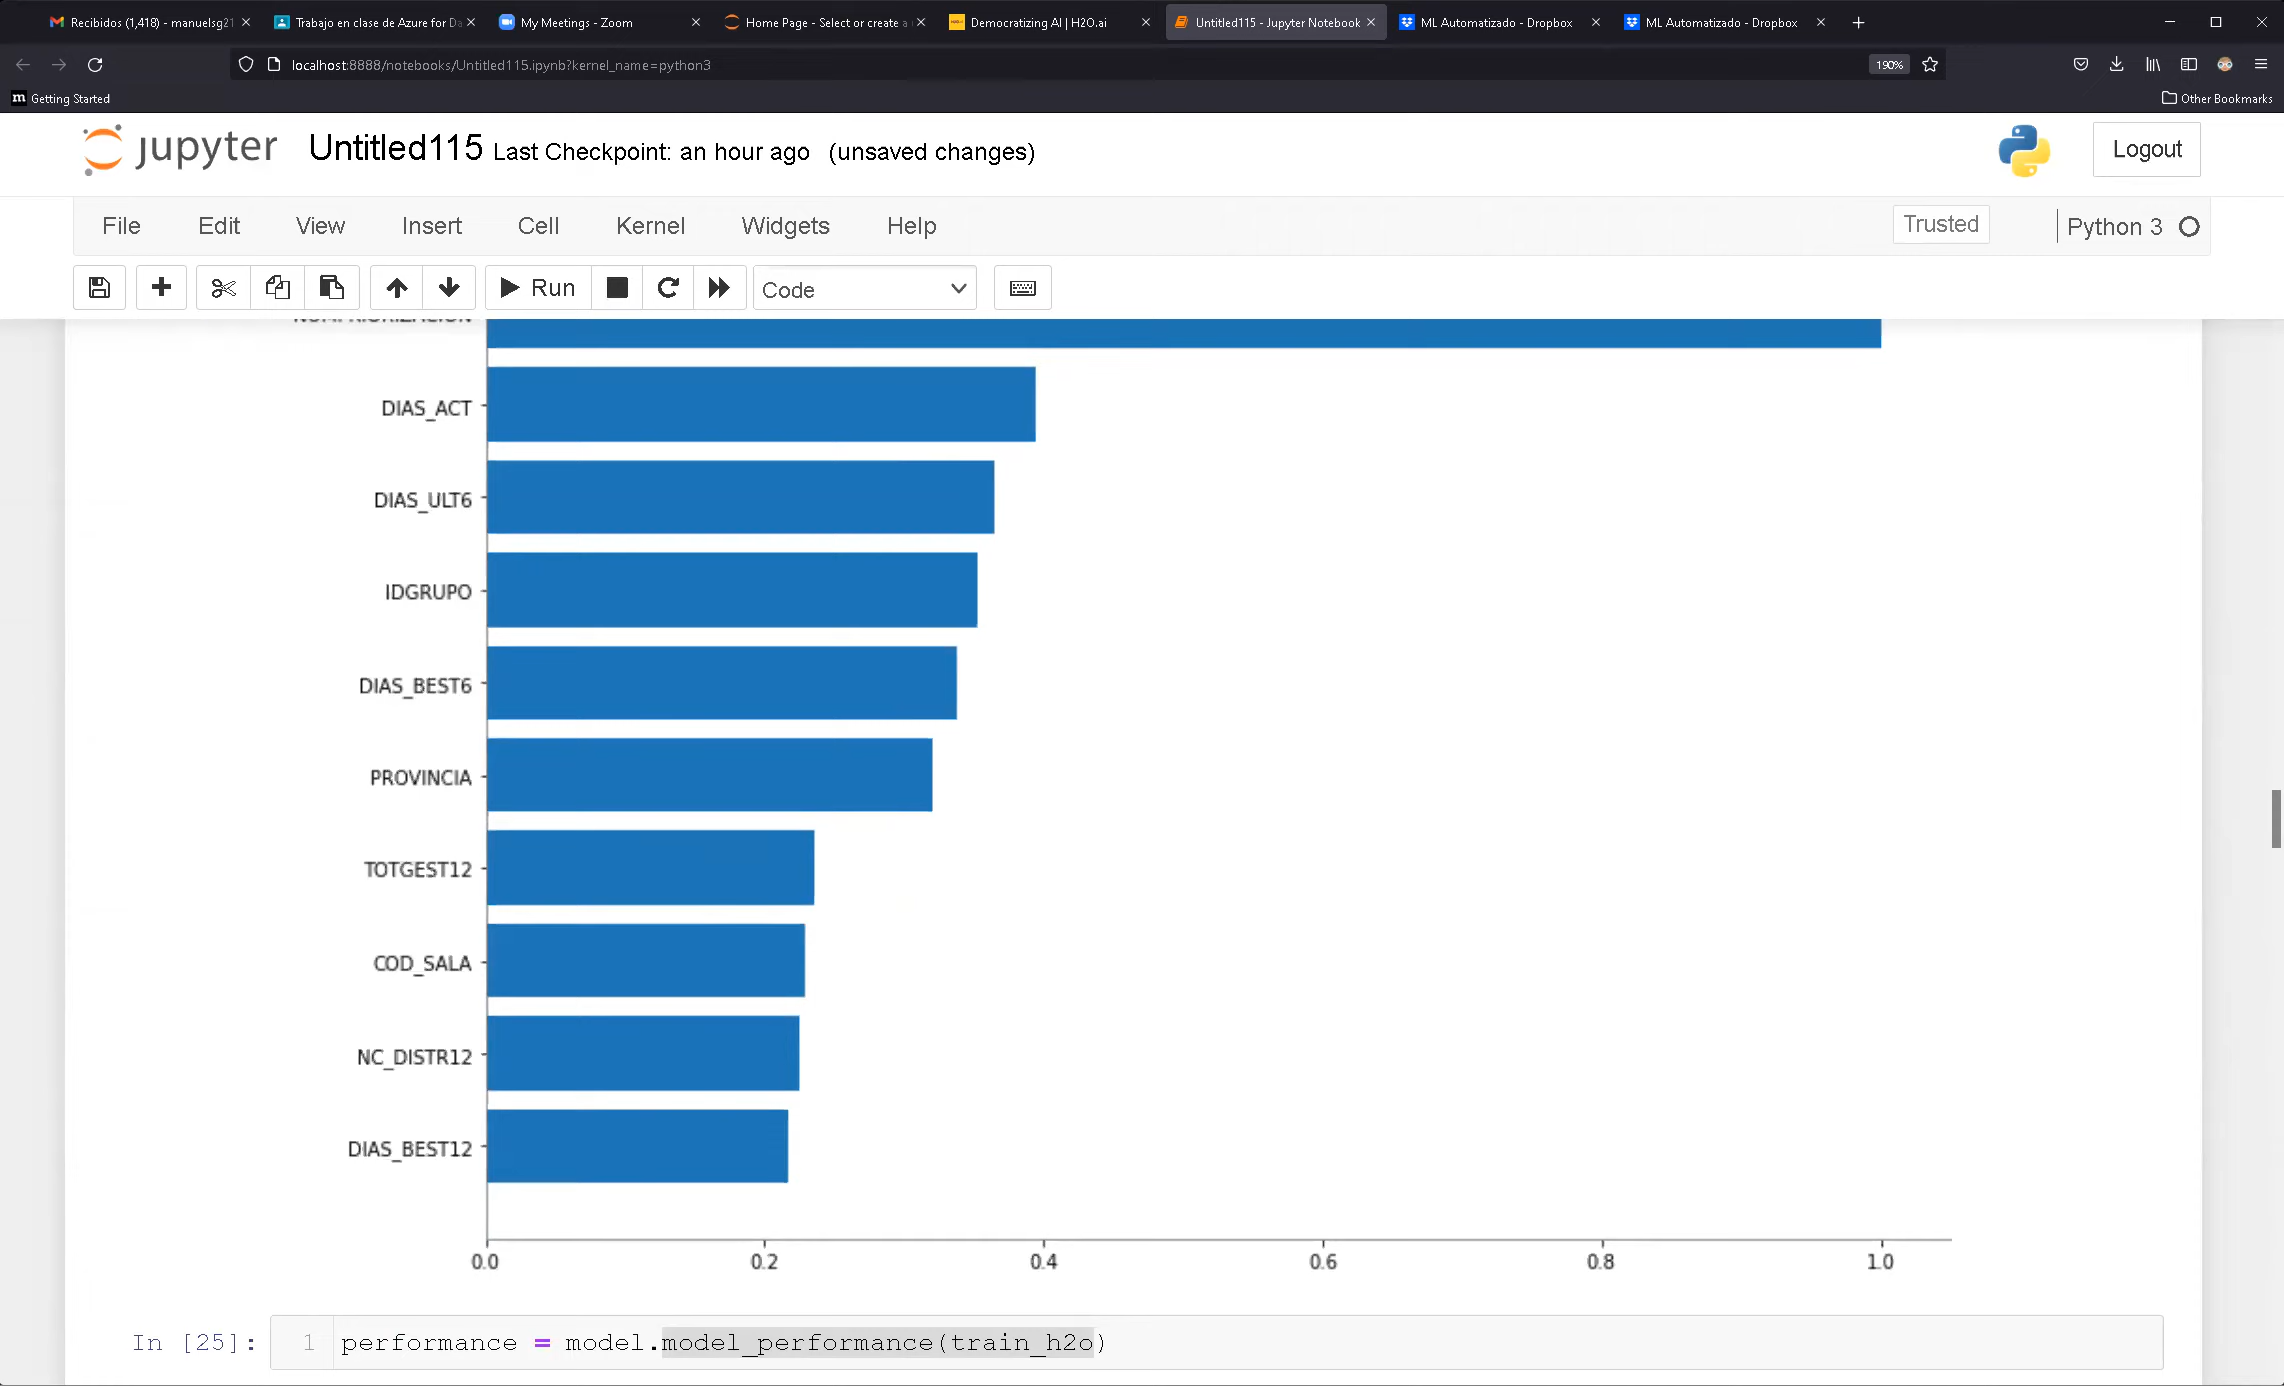 Recibidos (1,418) - manuelsg21
Trabajo en clase de Azure for Da
My Meetings - Zoom
Home Page - Select or create a
Democratizing AI | H2O.ai
Untitled115 - Jupyter Notebook
ML Automatizado - Dropbox
ML Automatizado - Dropbox
localhost:8888/notebooks/Untitled115.ipynb?kernel_name=python3
190%
Getting Started
Other Bookmarks
jupyter Untitled115 Last Checkpoint: an hour ago (unsaved changes)
Logout
File Edit View Insert Cell Kernel Widgets Help
Trusted
Python 3
Run
Code
DIAS_ACT
DIAS_ULT6
IDGRUPO
DIAS_BEST6
PROVINCIA
TOTGEST12
COD_SALA
NC_DISTR12
DIAS_BEST12
0.0 0.2 0.4 0.6 0.8 1.0
In [25]: 1 performance = model.model_performance(train_h2o)